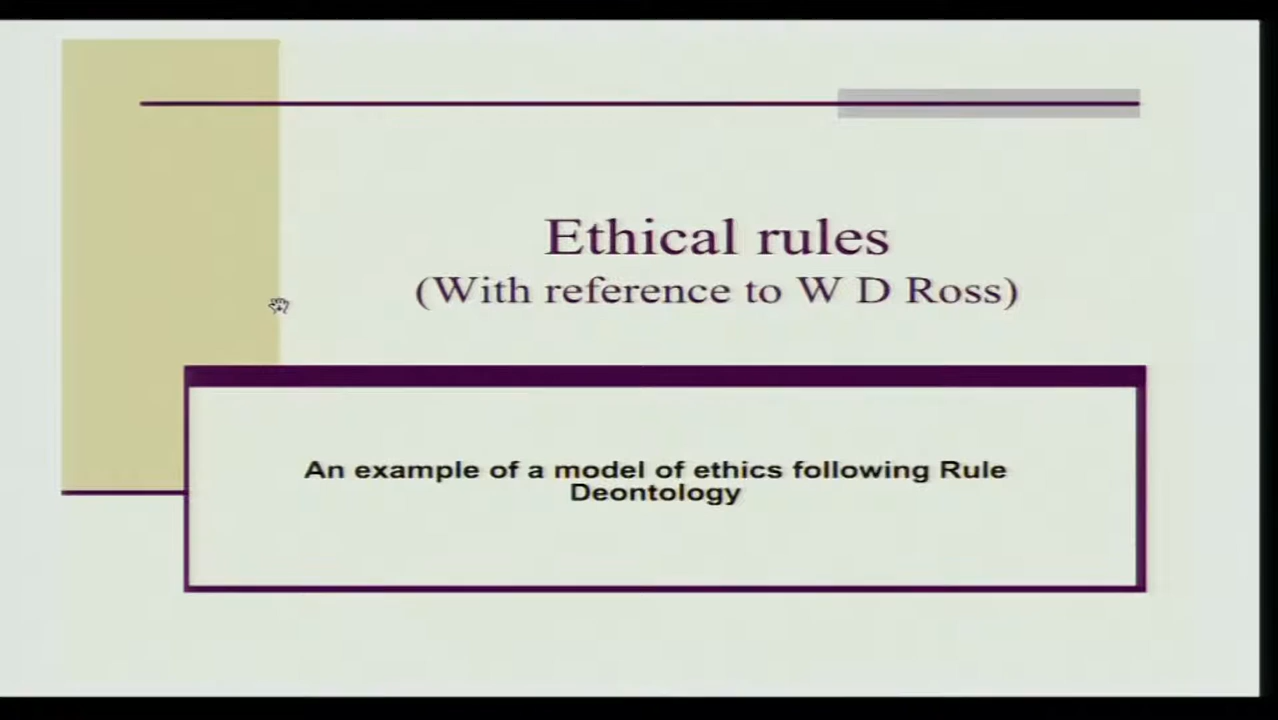 Ethical rules
(With reference to W D Ross)
An example of a model of ethics following Rule
Deontology